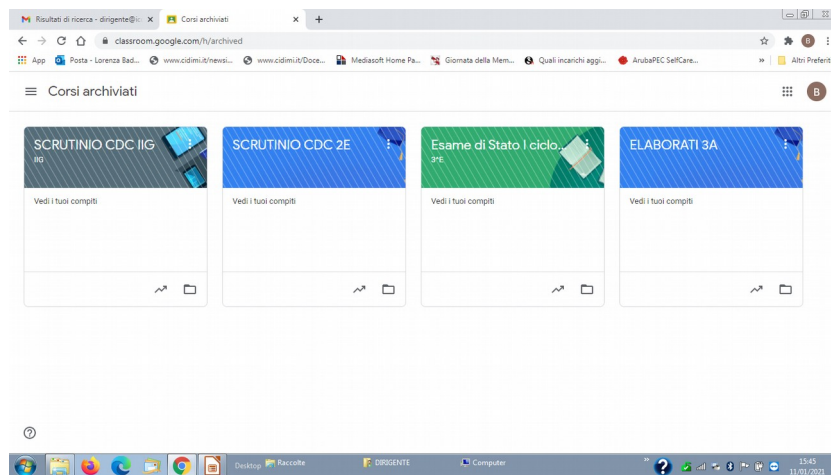 Risultati di ricerca - dirigente@ic
Corsi archiviati
classroom.google.com/h/archived
B
App
Posta - Lorenza Bad...
www.cidimi.it/newsi...
www.cidimi.it/Doce...
Mediasoft Home Pa...
Giornata della Mem...
Quali incarichi aggi...
ArubaPEC SelfCare...
»
Altri Preferit
Corsi archiviati
B
SCRUTINIO CDC IIG
IIG
Vedi i tuoi compiti
SCRUTINIO CDC 2E
Vedi i tuoi compiti
Esame di Stato I ciclo...
3^E
Vedi i tuoi compiti
ELABORATI 3A
Vedi i tuoi compiti
Desktop
Raccolte
DIRIGENTE
Computer
»
15:45
11/01/2021